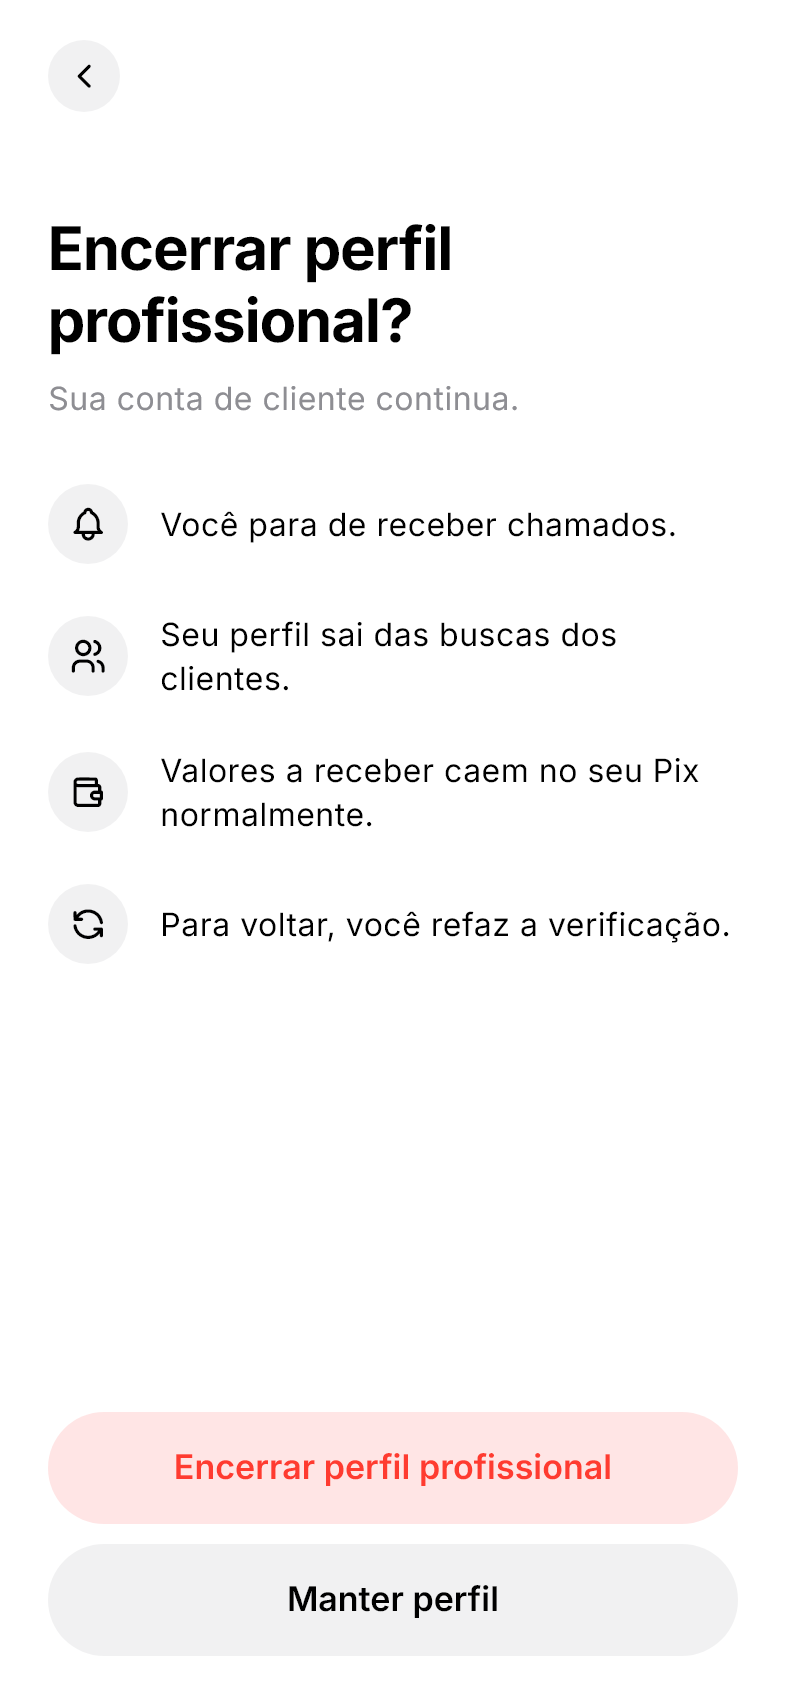 Encerrar perfil
profissional?
Sua conta de cliente continua.
Você para de receber chamados.
Seu perfil sai das buscas dos
clientes.
Valores a receber caem no seu Pix
normalmente.
Para voltar, você refaz a verificação.
Encerrar perfil profissional
Manter perfil